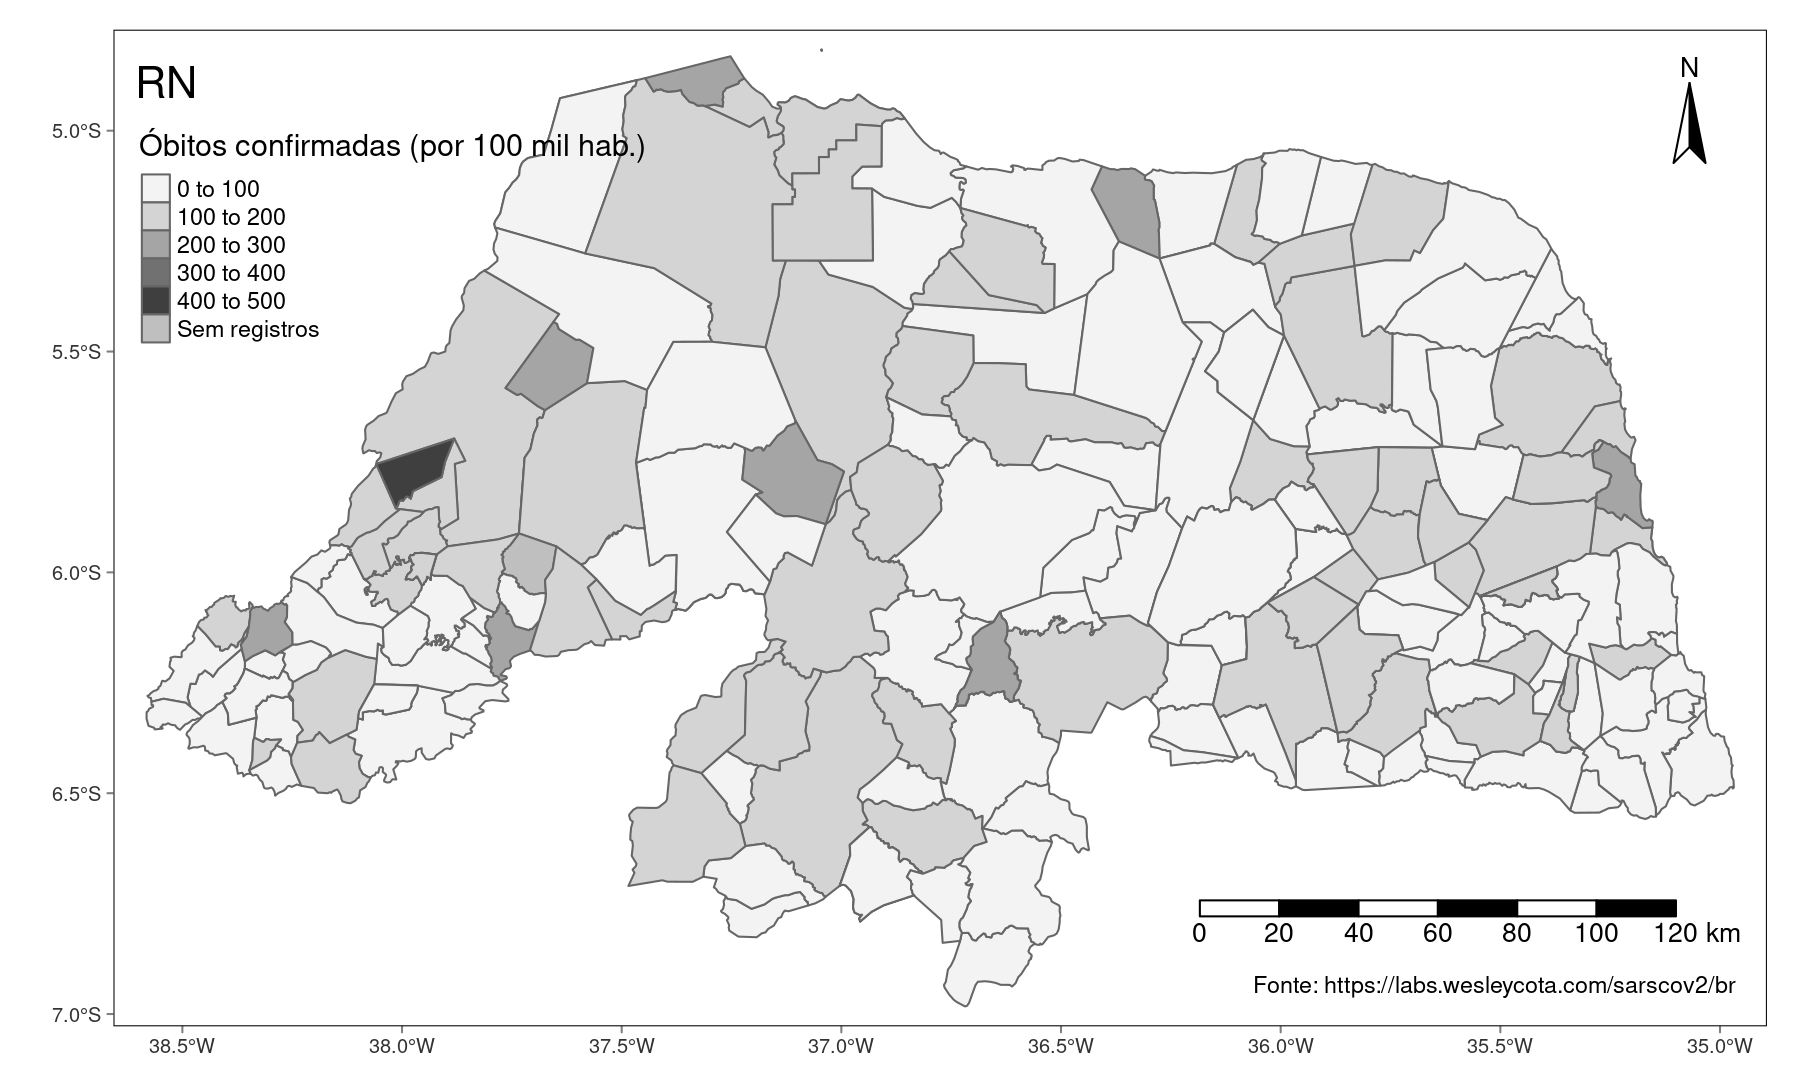 RN
N
Óbitos confirmadas (por 100 mil hab.)
0 to 100
100 to 200
200 to 300
300 to 400
400 to 500
Sem registros
5.0°S
5.5°S
6.0°S
6.5°S
7.0°S
0 20 40 60 80 100 120 km
Fonte: https://labs.wesleycota.com/sarscov2/br
38.5°W 38.0°W 37.5°W 37.0°W 36.5°W 36.0°W 35.5°W 35.0°W